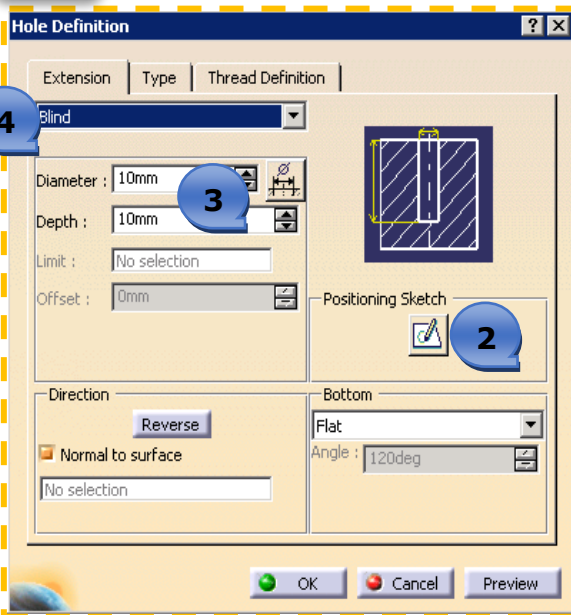 Hole Definition ? X
Extension Type Thread Definition
4 Blind
Diameter : 10mm
3
Depth : 10mm
Limit : No selection
Offset : 0mm
Positioning Sketch
2
Direction
Reverse
Normal to surface
No selection
Bottom
Flat
Angle : 120deg
OK Cancel Preview